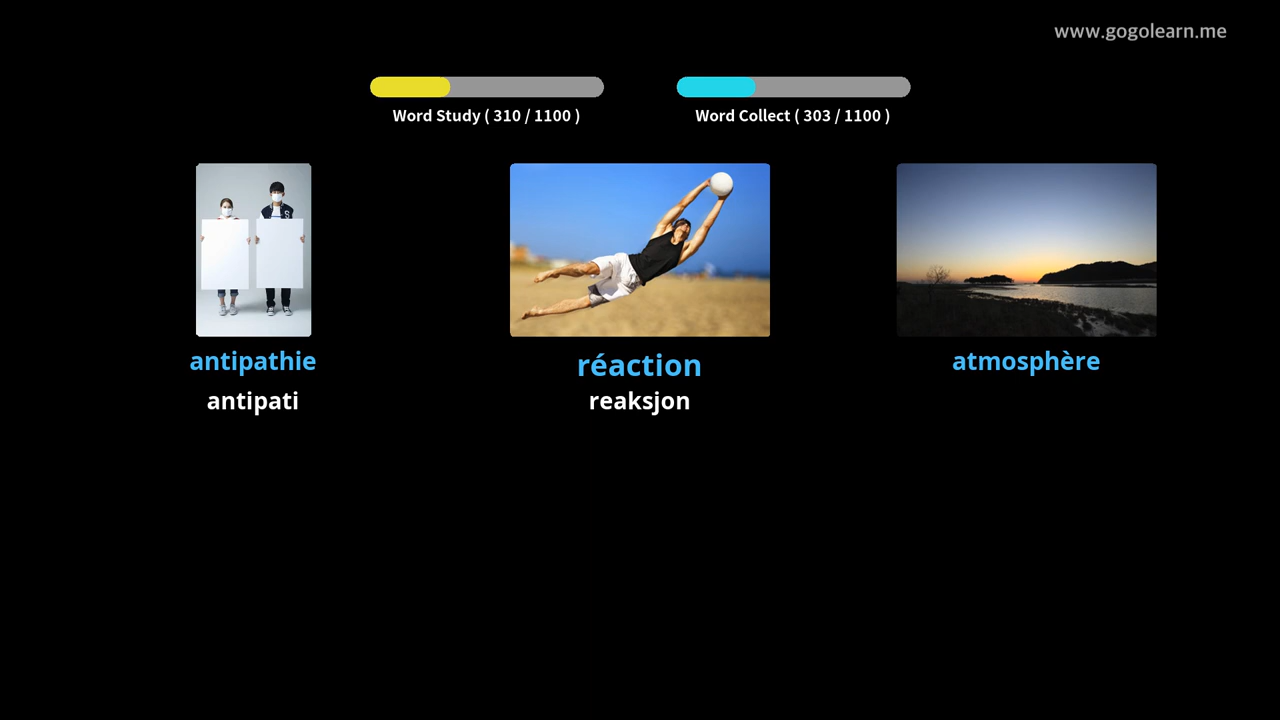 www.gogolearn.me
Word Study ( 310 / 1100 )
Word Collect ( 303 / 1100 )
antipathie
antipati
réaction
reaksjon
atmosphère